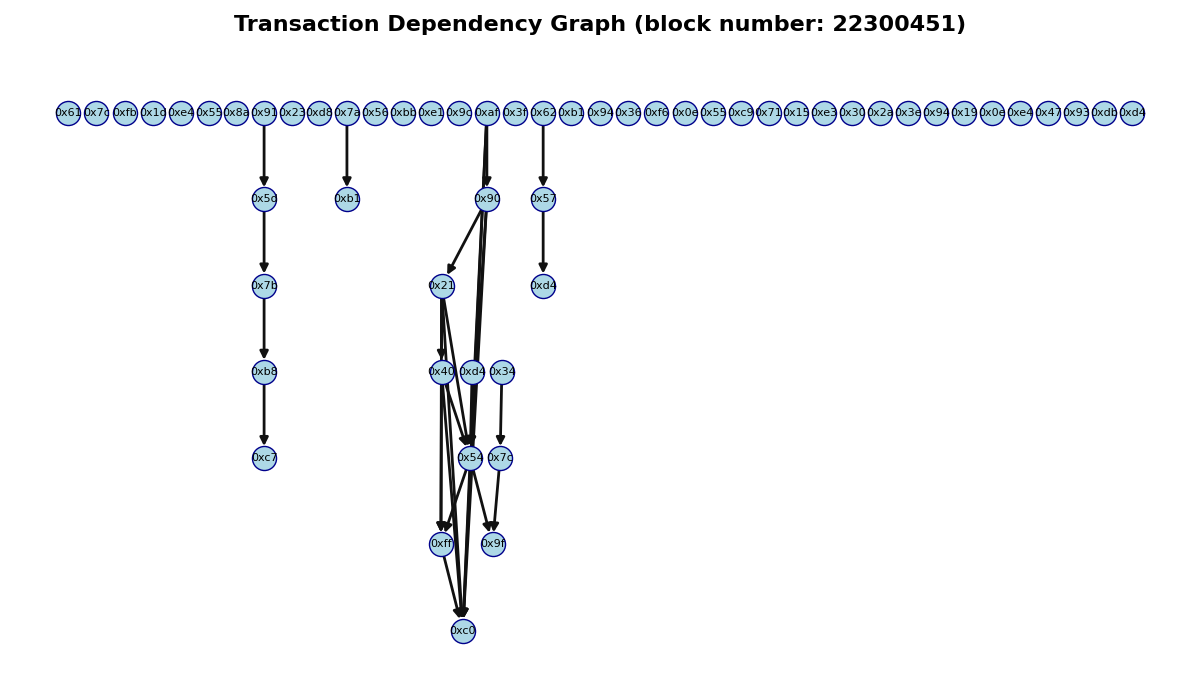 Transaction Dependency Graph (block number: 22300451)
0x61 0x7c 0xfb 0x1d 0xe4 0x55 0x8a 0x91 0x23 0xd8 0x7a 0x56 0xbb 0xe1 0x9c 0xaf 0x3f 0x62 0xb1 0x94 0x36 0xf6 0x0e 0x55 0xc9 0x71 0x15 0xe3 0x30 0x2a 0x3e 0x94 0x19 0x0e 0xe4 0x47 0x93 0xdb 0xd4
0x5d 0xb1 0x90 0x57
0x7b 0x21 0xd4
0xb8 0x40 0xd4 0x34
0xc7 0x54 0x7c
0xff 0x9f
0xc0